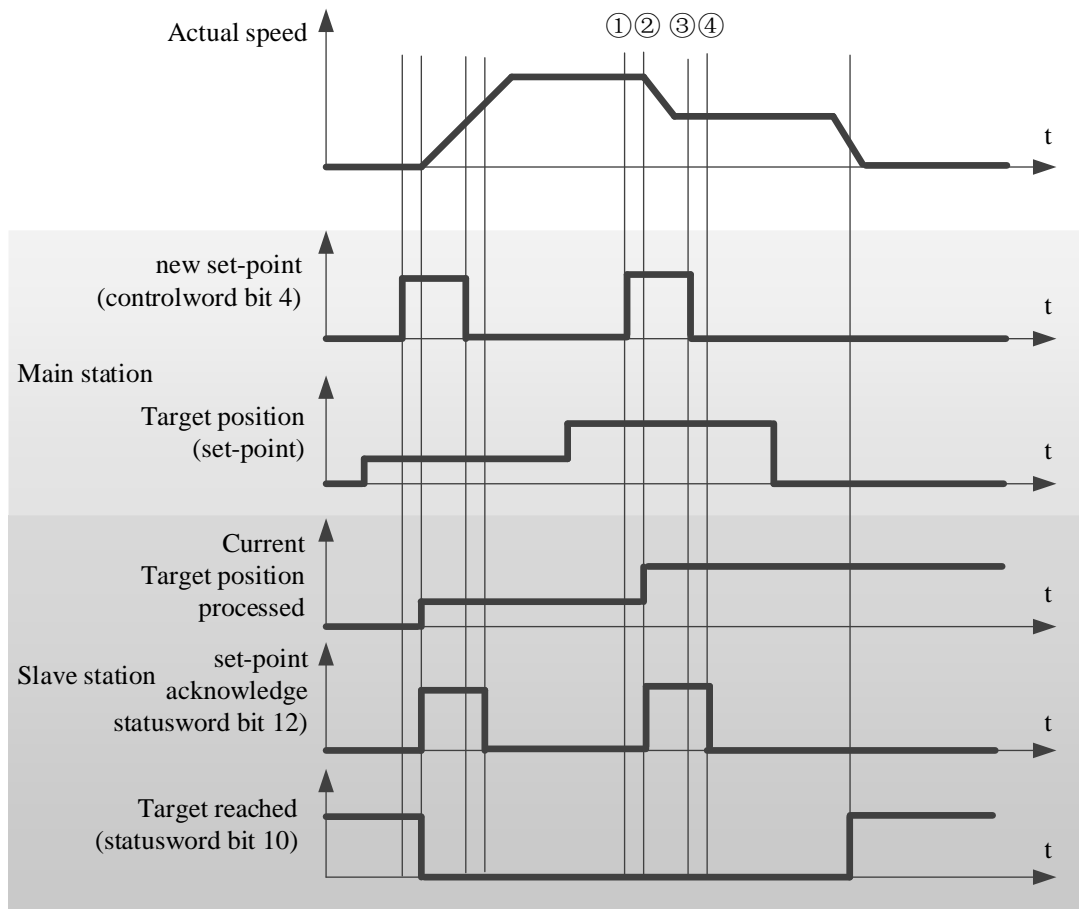 ①② ③④
Actual speed
t
new set-point
(controlword bit 4)
t
Main station
Target position
(set-point)
t
Current
Target position
processed
t
Slave station
set-point
acknowledge
statusword bit 12)
t
Target reached
(statusword bit 10)
t